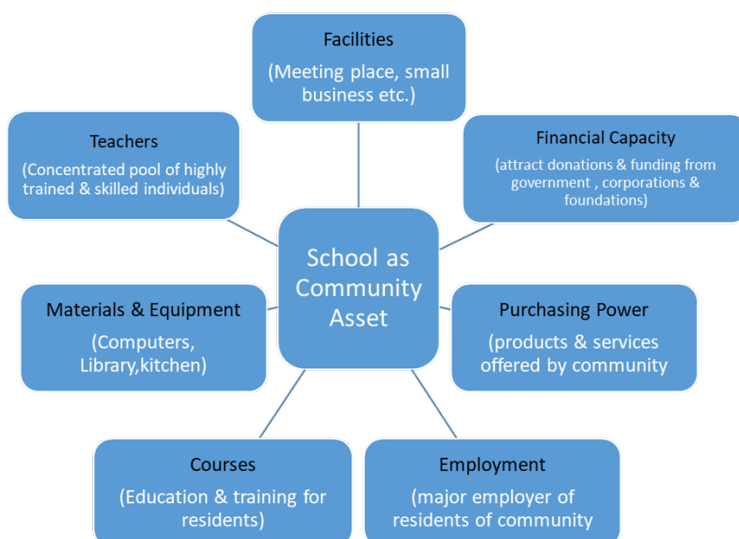 Facilities
(Meeting place, small
business etc.)
Teachers
(Concentrated pool of highly
trained & skilled individuals)
Financial Capacity
(attract donations & funding from
government , corporations &
foundations)
School as
Community
Asset
Materials & Equipment
(Computers,
Library,kitchen)
Purchasing Power
(products & services
offered by community
Courses
(Education & training for
residents)
Employment
(major employer of
residents of community